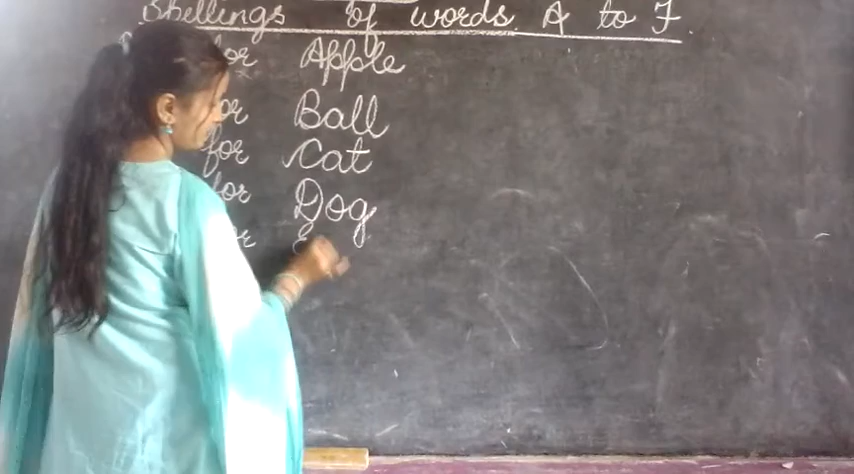 Spellings of words A to F
for Apple
for Ball
for Cat
for Dog